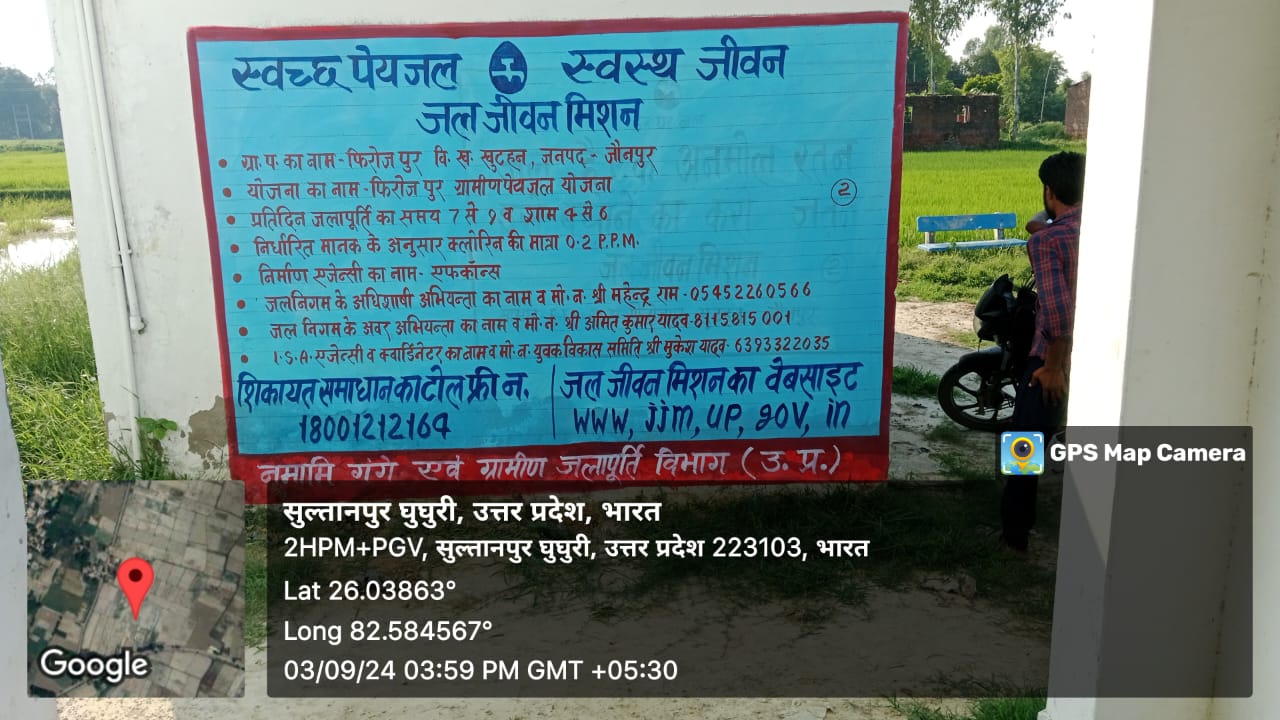 स्वच्छ पेयजल स्वस्थ जीवन
जल जीवन मिशन
• ग्रा. प. का नाम - फिरोजपुर वि. ख. खुटहन, जनपद - जौनपुर
• योजना का नाम - फिरोज पुर ग्रामीण पेयजल योजना
②
• प्रतिदिन जलापूर्ति का समय 7 से 9 व शाम 4 से 6
• निर्धारित मानक के अनुसार क्लोरिन की मात्रा 0.2 P.P.M.
• निर्माण एजेन्सी का नाम - एफकॉन्स
• जलनिगम के अधिशाषी अभियन्ता का नाम व मो. न. श्री महेन्द्र राम - 05452260566
• जल निगम के अवर अभियन्ता का नाम व मो. न. श्री अमित कुमार यादव - 8115815001
• I.S.A. एजेन्सी व क्वार्डिनेटर का नाम व मो. न. युवक विकास समिति श्री मुकेश यादव - 6393322035
शिकायत समाधान का टोल फ्री न.
18001212164
जल जीवन मिशन का वेबसाइट
WWW, jjm, up, gov, in
नमामि गंगे एवं ग्रामीण जलापूर्ति विभाग (उ. प्र.)
GPS Map Camera
सुल्तानपुर घुघुरी, उत्तर प्रदेश, भारत
2HPM+PGV, सुल्तानपुर घुघुरी, उत्तर प्रदेश 223103, भारत
Lat 26.03863°
Long 82.584567°
03/09/24 03:59 PM GMT +05:30
Google